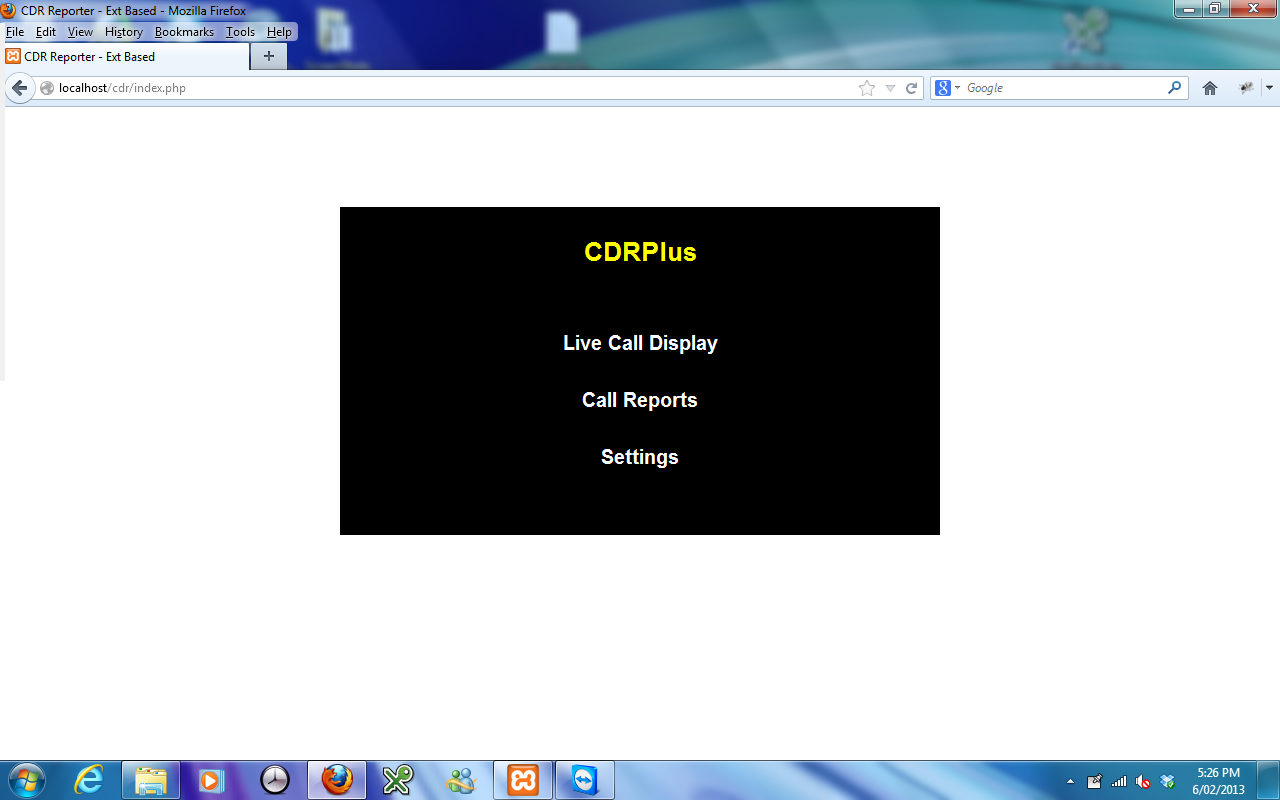 CDR Reporter - Ext Based - Mozilla Firefox
File Edit View History Bookmarks Tools Help
CDR Reporter - Ext Based
localhost/cdr/index.php
Google
CDRPlus
Live Call Display
Call Reports
Settings
5:26 PM
6/02/2013